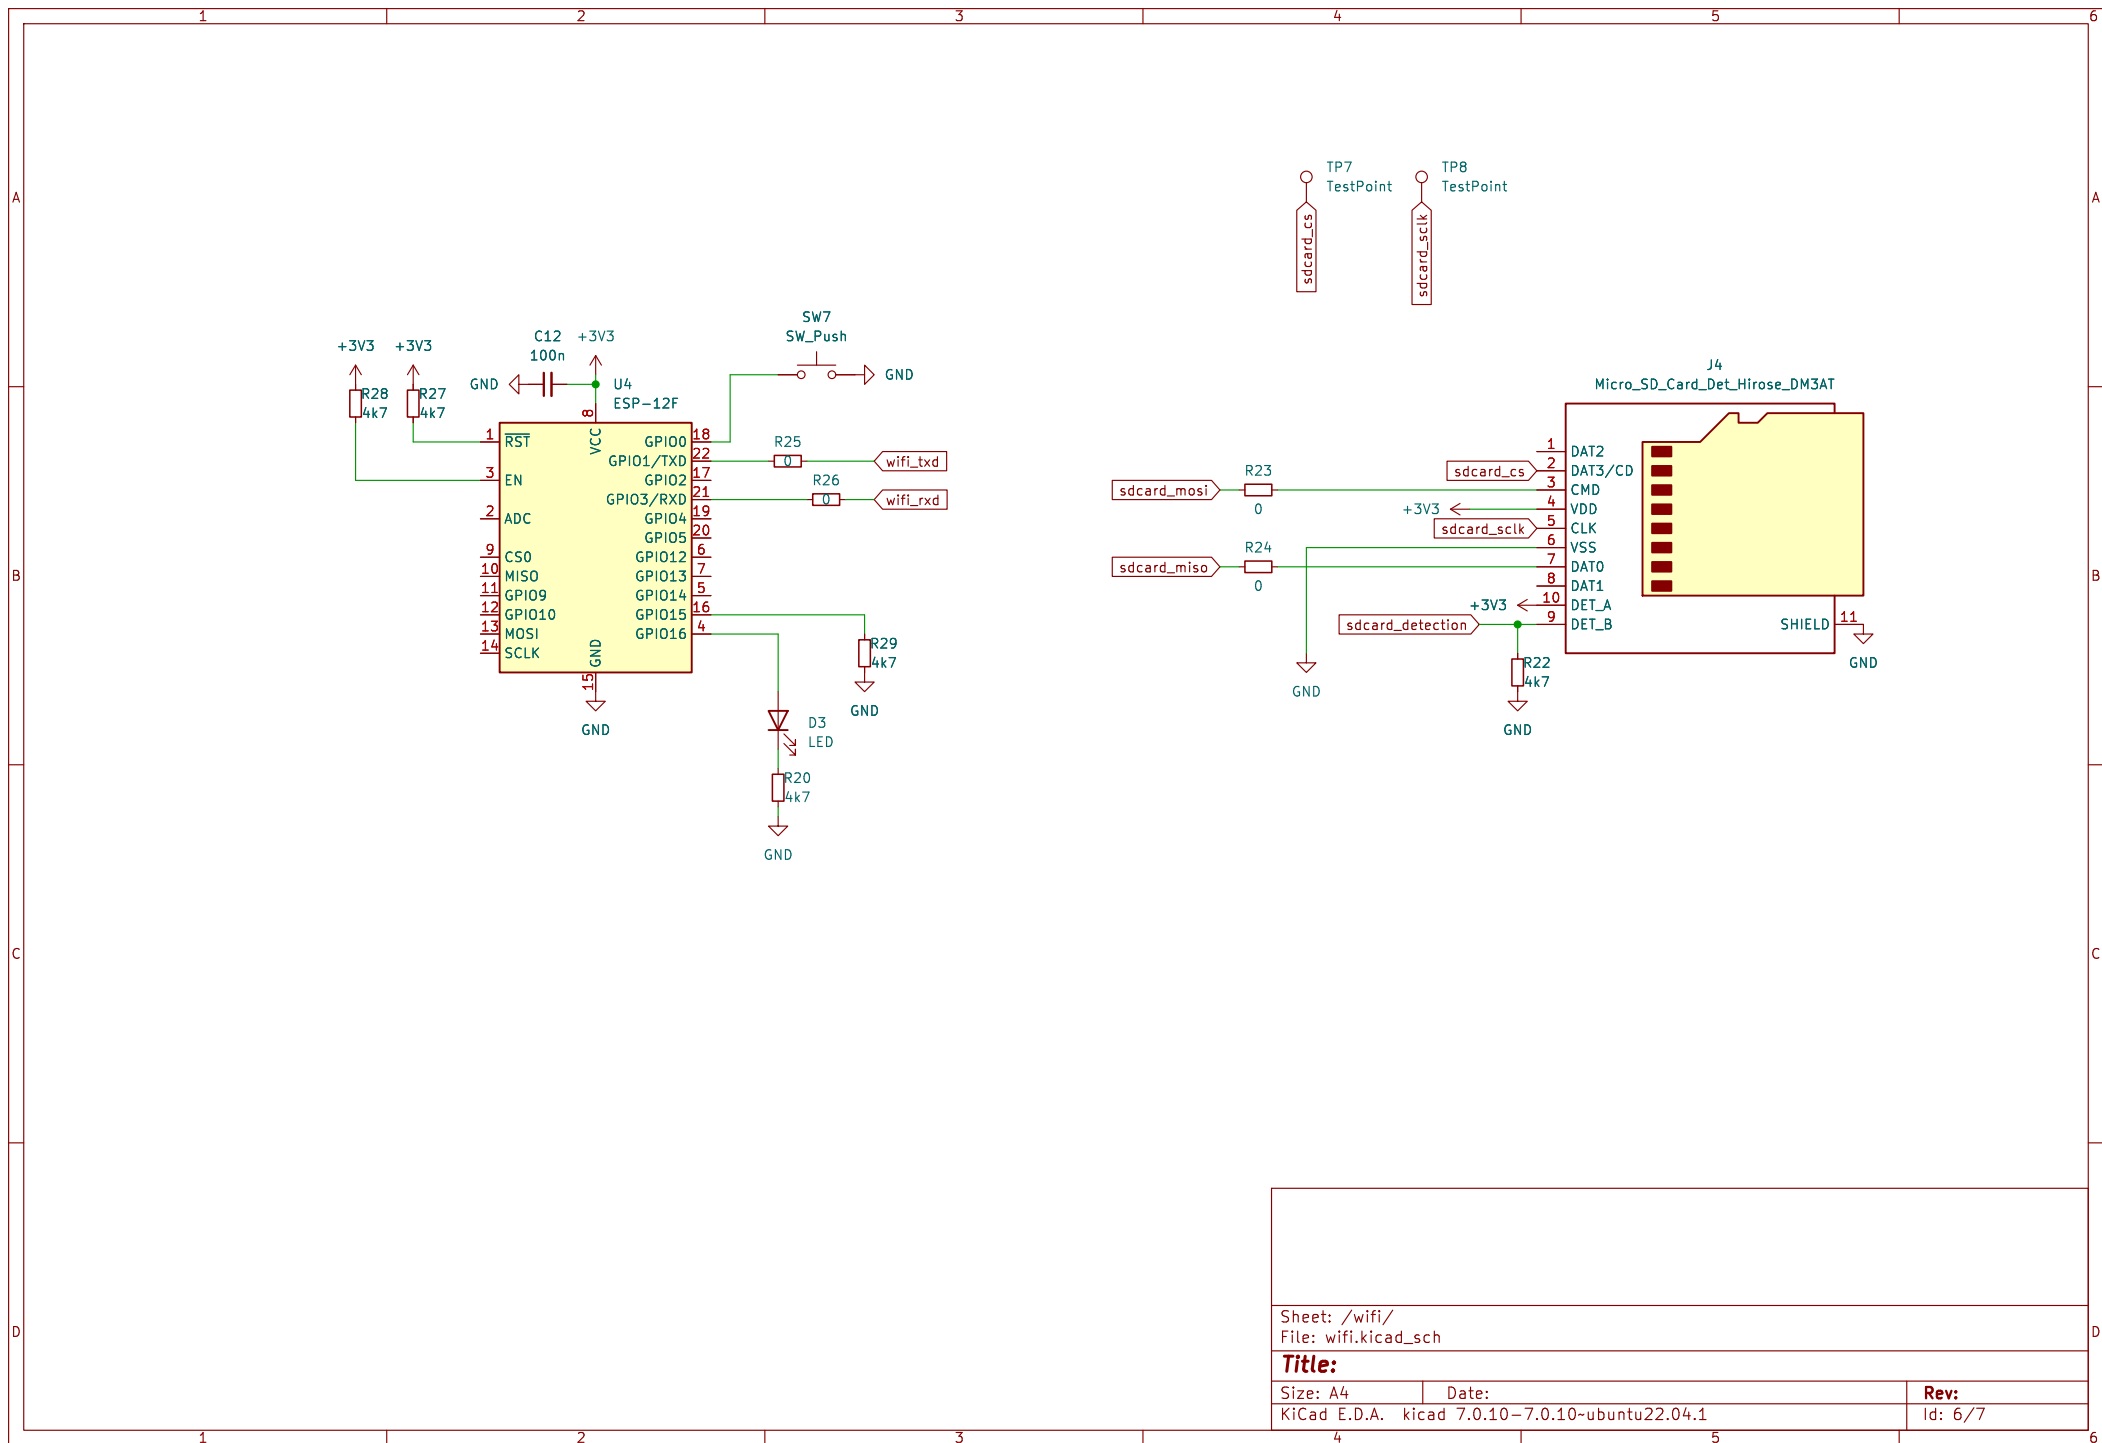 1 2 3 4 5 6
A A
B B
C C
D D
1 2 3 4 5 6
TP7
TestPoint
TP8
TestPoint
sdcard_cs
sdcard_sclk
+3V3
+3V3
R28
4k7
R27
4k7
C12
100n
+3V3
GND
SW7
SW_Push
GND
U4
ESP-12F
8
VCC
1 RST
3 EN
2 ADC
9 CS0
10 MISO
11 GPIO9
12 GPIO10
13 MOSI
14 SCLK
GPIO0 18
GPIO1/TXD 22
GPIO2 17
GPIO3/RXD 21
GPIO4 19
GPIO5 20
GPIO12 6
GPIO13 7
GPIO14 5
GPIO15 16
GPIO16 4
GND
15
GND
R25
0
wifi_txd
R26
0
wifi_rxd
R29
4k7
GND
D3
LED
R20
4k7
GND
J4
Micro_SD_Card_Det_Hirose_DM3AT
1 DAT2
2 DAT3/CD
3 CMD
4 VDD
5 CLK
6 VSS
7 DAT0
8 DAT1
10 DET_A
9 DET_B
SHIELD 11
GND
sdcard_cs
R23
sdcard_mosi
0
+3V3
sdcard_sclk
R24
sdcard_miso
0
+3V3
sdcard_detection
R22
4k7
GND
GND
Sheet: /wifi/
File: wifi.kicad_sch
Title:
Size: A4 Date: Rev:
KiCad E.D.A. kicad 7.0.10-7.0.10~ubuntu22.04.1 Id: 6/7